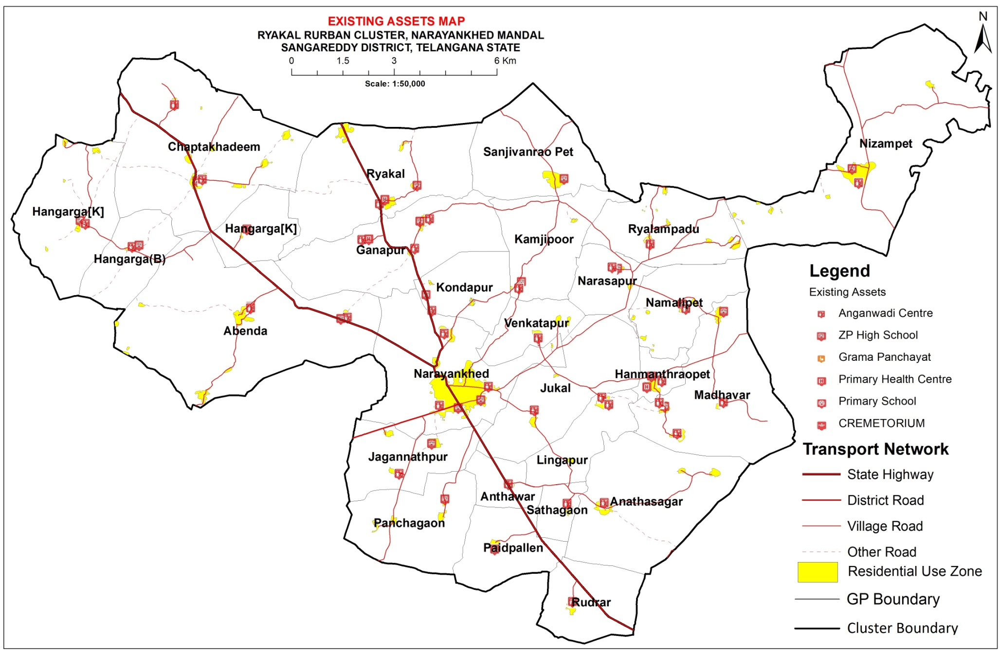 EXISTING ASSETS MAP
RYAKAL RURBAN CLUSTER, NARAYANKHED MANDAL
SANGAREDDY DISTRICT, TELANGANA STATE
0 1.5 3 6 Km
Scale: 1:50,000
N
Nizampet
Chaptakhadeem
Sanjivanrao Pet
Ryakal
Hangarga[K]
Hangarga[K]
Ryalampadu
Kamjipoor
Ganapur
Hangarga(B)
Narasapur
Kondapur
Namalipet
Venkatapur
Abenda
Narayankhed
Hanmanthraopet
Jukal
Madhavar
Jagannathpur
Lingapur
Anthawar
Anathasagar
Sathagaon
Panchagaon
Paidpallen
Rudrar
Legend
Existing Assets
Anganwadi Centre
ZP High School
Grama Panchayat
H Primary Health Centre
Primary School
CREMETORIUM
Transport Network
State Highway
District Road
Village Road
Other Road
Residential Use Zone
GP Boundary
Cluster Boundary